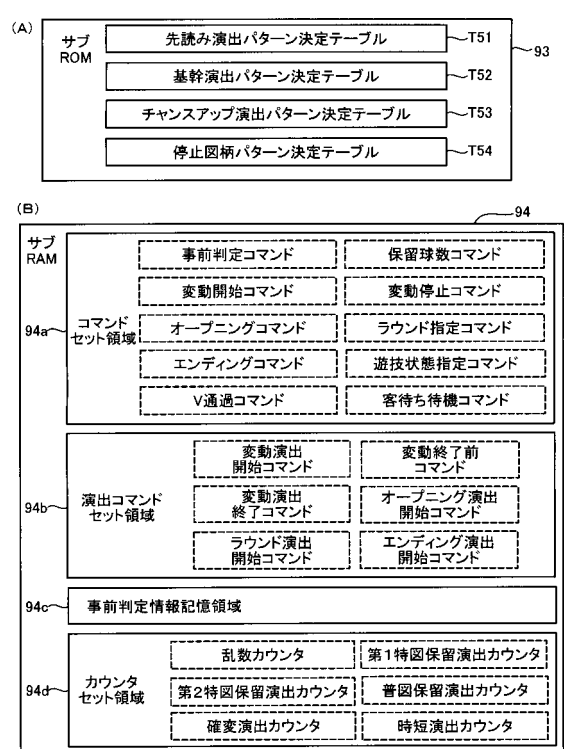 (A)
サブ
ROM
93
先読み演出パターン決定テーブル
T51
基幹演出パターン決定テーブル
T52
チャンスアップ演出パターン決定テーブル
T53
停止図柄パターン決定テーブル
T54
(B)
94
サブ
RAM
94a
コマンド
セット領域
事前判定コマンド
保留球数コマンド
変動開始コマンド
変動停止コマンド
オープニングコマンド
ラウンド指定コマンド
エンディングコマンド
遊技状態指定コマンド
V通過コマンド
客待ち待機コマンド
94b
演出コマンド
セット領域
変動演出
開始コマンド
変動終了前
コマンド
変動演出
終了コマンド
オープニング演出
開始コマンド
ラウンド演出
開始コマンド
エンディング演出
開始コマンド
94c
事前判定情報記憶領域
94d
カウンタ
セット領域
乱数カウンタ
第1特図保留演出カウンタ
第2特図保留演出カウンタ
普図保留演出カウンタ
確変演出カウンタ
時短演出カウンタ